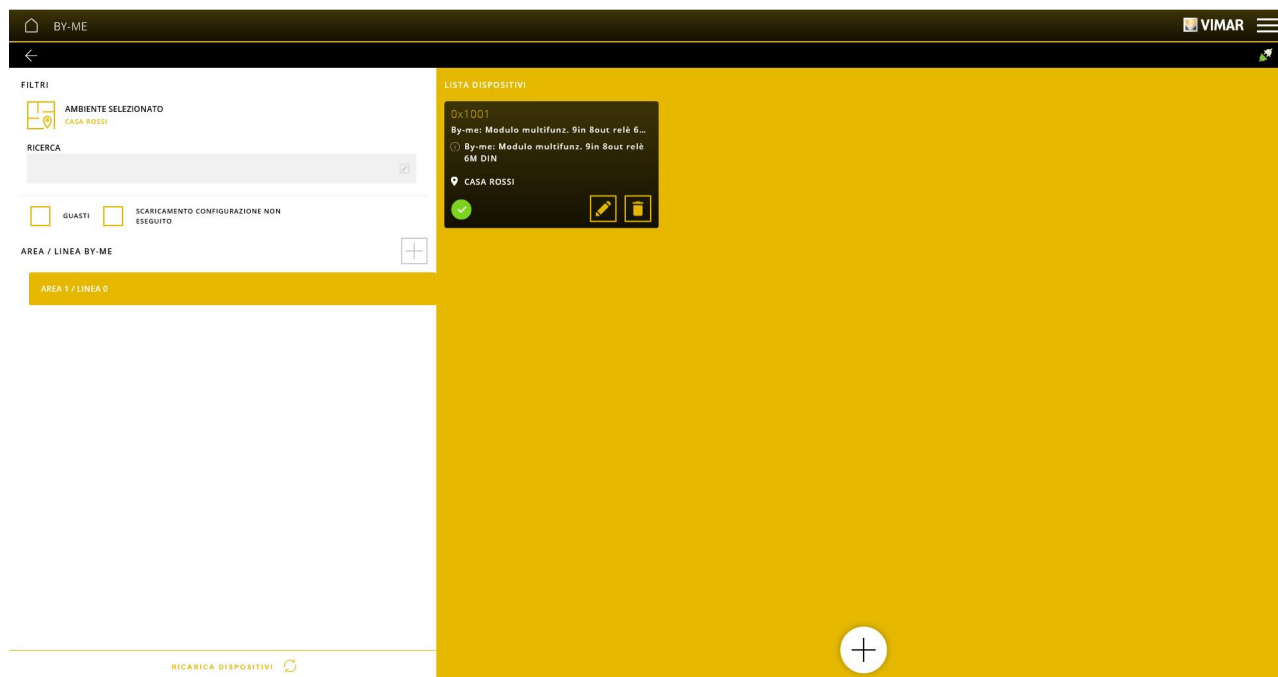 BY-ME
VIMAR
FILTRI
AMBIENTE SELEZIONATO
CASA ROSSI
RICERCA
GUASTI
SCARICAMENTO CONFIGURAZIONE NON
ESEGUITO
AREA / LINEA BY-ME
AREA 1 / LINEA 0
RICARICA DISPOSITIVI
LISTA DISPOSITIVI
0x1001
By-me: Modulo multifunz. 9in 8out relè 6...
By-me: Modulo multifunz. 9in 8out relè
6M DIN
CASA ROSSI